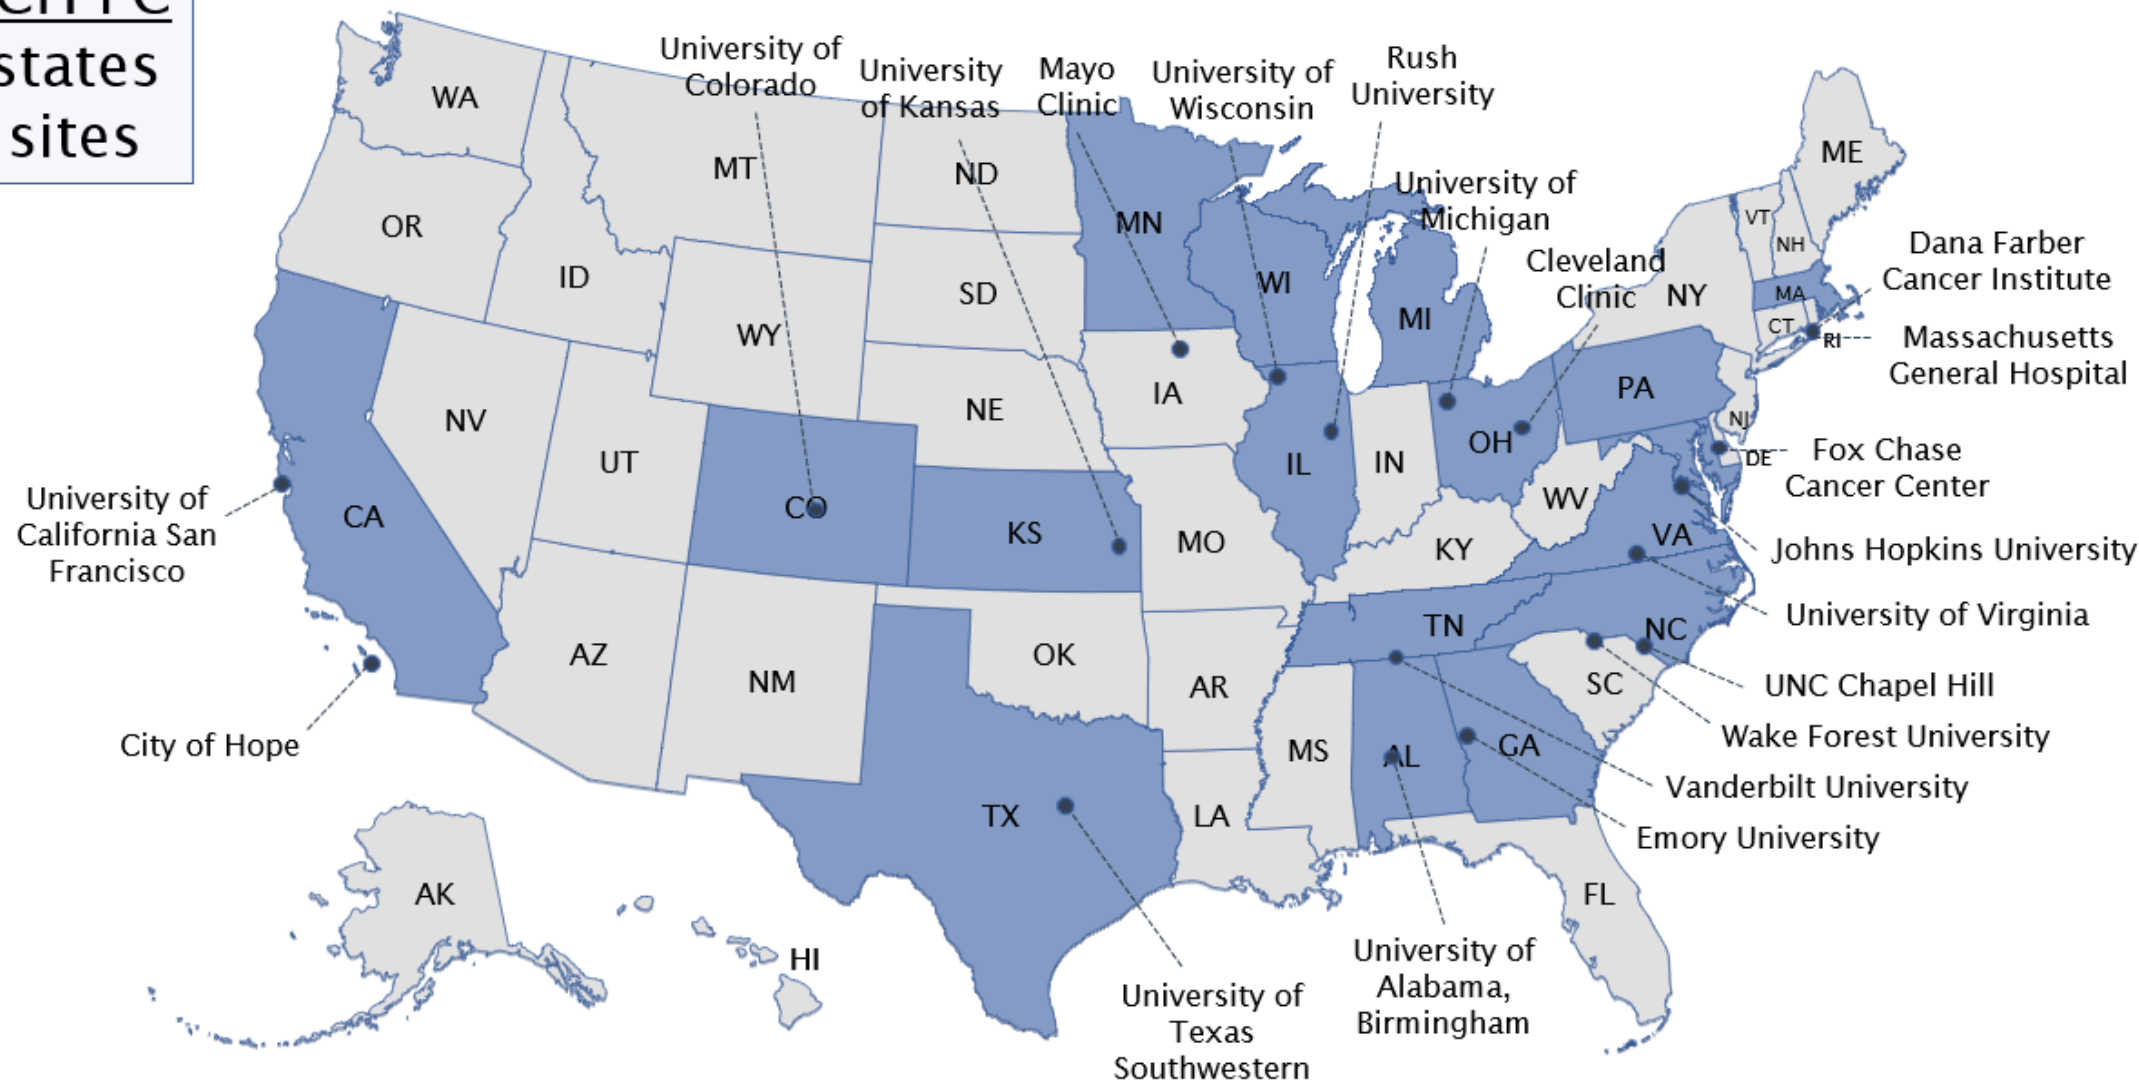 states
sites
University of
Colorado
University
of Kansas
Mayo
Clinic
University of
Wisconsin
Rush
University
University of
Michigan
Cleveland
Clinic
Dana Farber
Cancer Institute
Massachusetts
General Hospital
Fox Chase
Cancer Center
Johns Hopkins University
University of Virginia
UNC Chapel Hill
Wake Forest University
Vanderbilt University
Emory University
University of
Alabama,
Birmingham
University of
Texas
Southwestern
City of Hope
University of
California San
Francisco
WA
OR
ID
MT
ND
SD
WY
NE
NV
UT
CO
KS
CA
AZ
NM
OK
TX
MN
IA
MO
AR
LA
WI
IL
MI
IN
OH
KY
TN
MS
AL
GA
FL
SC
NC
VA
WV
PA
NY
VT
NH
ME
MA
CT
RI
NJ
DE
AK
HI